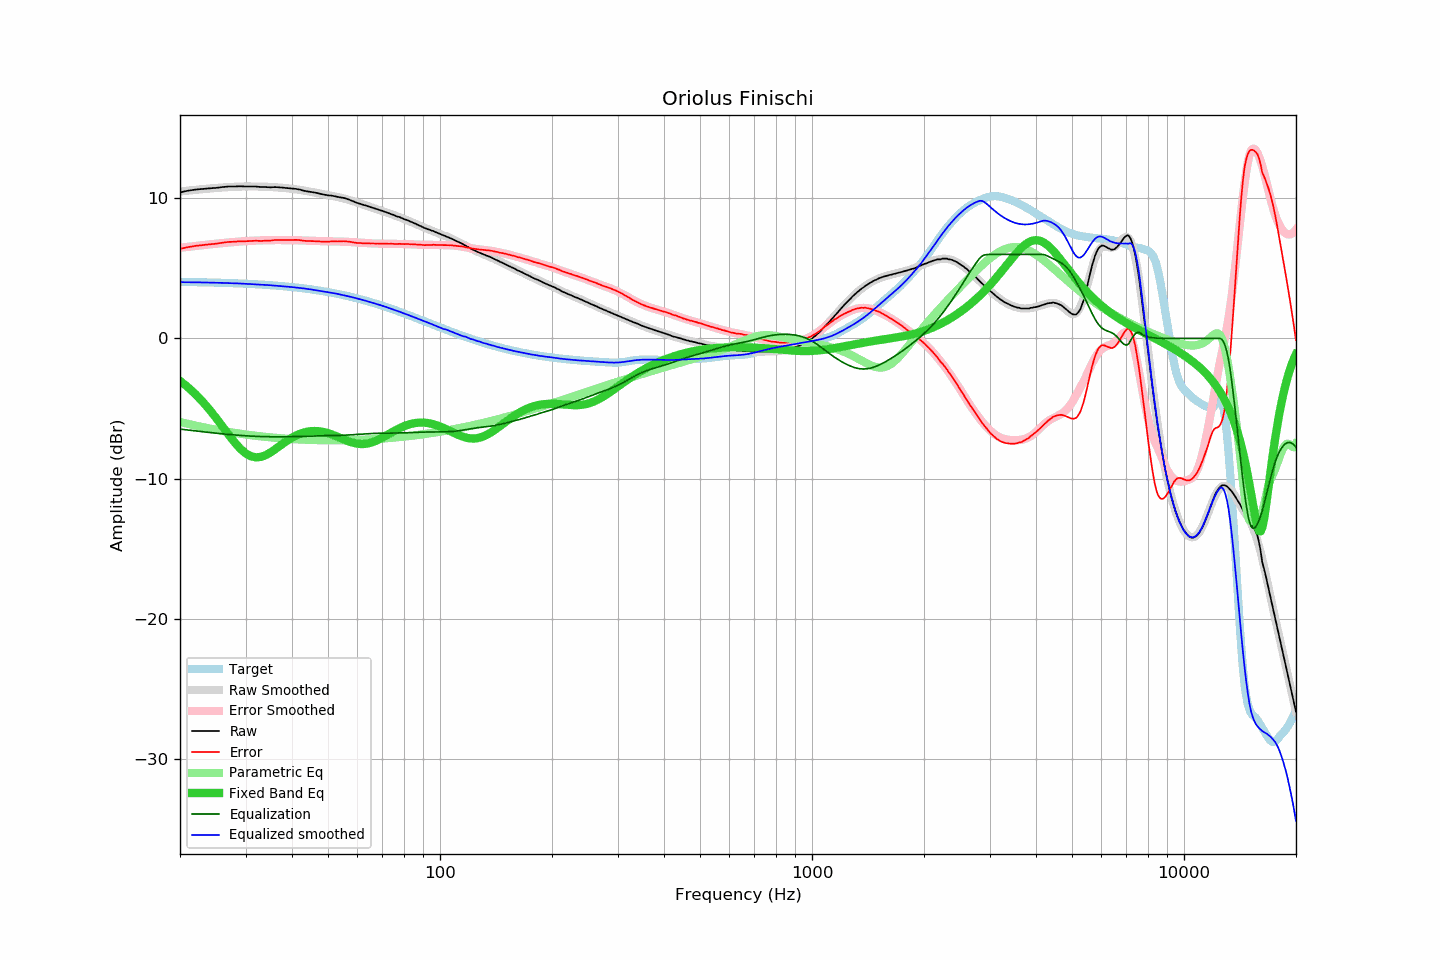 Oriolus Finischi
Amplitude (dBr)
10
0
−10
−20
−30
Target
Raw Smoothed
Error Smoothed
Raw
Error
Parametric Eq
Fixed Band Eq
Equalization
Equalized smoothed
100
1000
10000
Frequency (Hz)